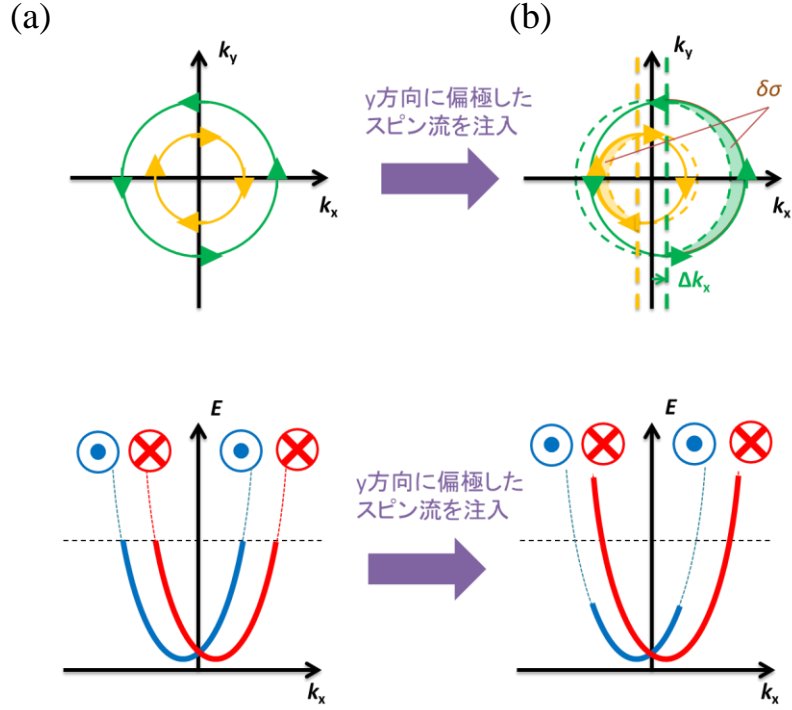 (a)
(b)
ky
kx
y方向に偏極した
スピン流を注入
ky
δσ
kx
Δkx
E
kx
y方向に偏極した
スピン流を注入
E
kx